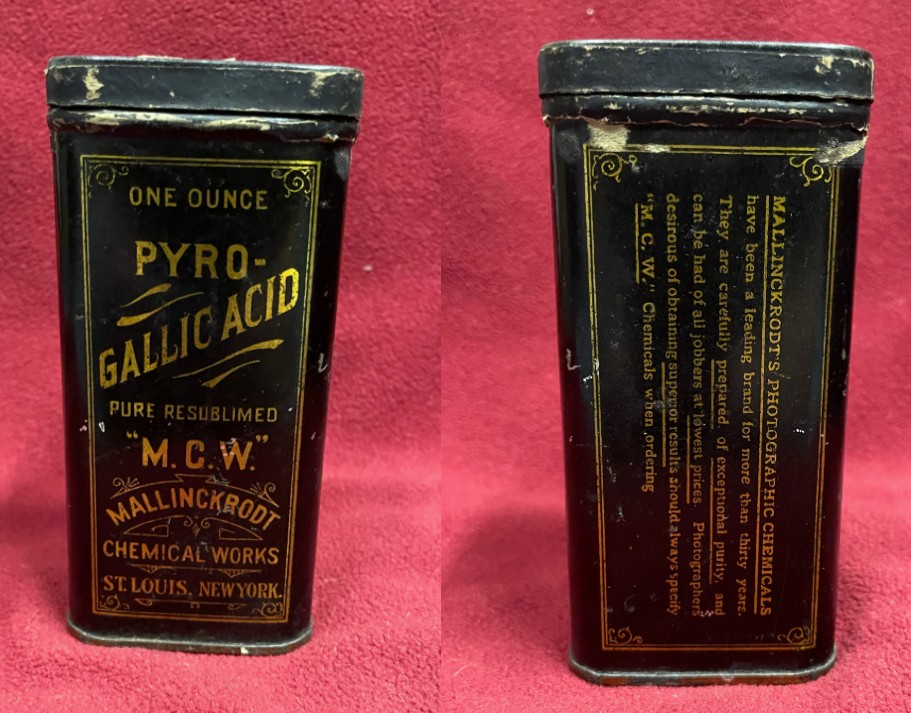 ONE OUNCE
PYRO-
GALLIC ACID
PURE RESUBLIMED
"M.C.W."
MALLINCKRODT
CHEMICAL WORKS
ST. LOUIS, NEW YORK.
MALLINCKRODT'S PHOTOGRAPHIC CHEMICALS
have been a leading brand for more than thirty years.
They are carefully prepared, of exceptional purity, and
can be had of all jobbers at lowest prices. Photographers
desirous of obtaining superior results should always specify
"M. C. W." Chemicals when ordering